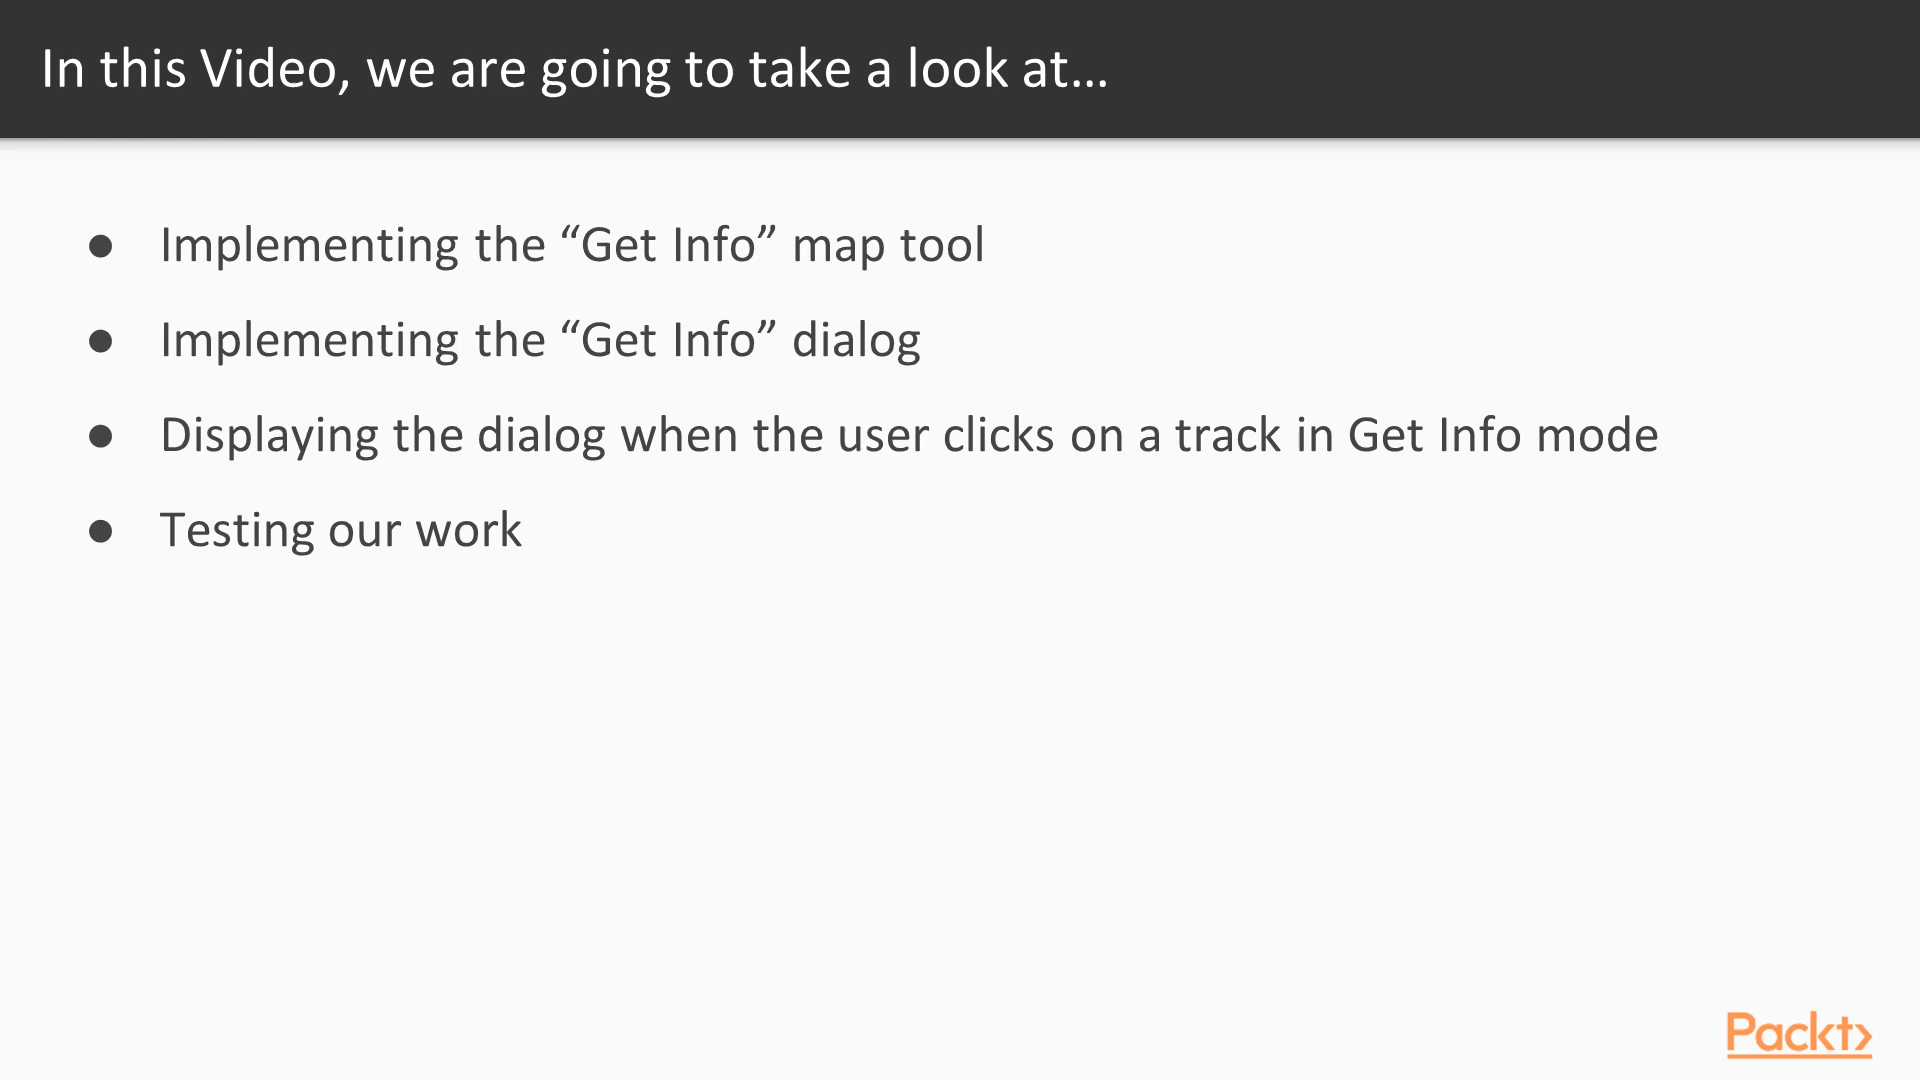 In this Video, we are going to take a look at...
● Implementing the “Get Info” map tool
● Implementing the “Get Info” dialog
● Displaying the dialog when the user clicks on a track in Get Info mode
● Testing our work
Packt>